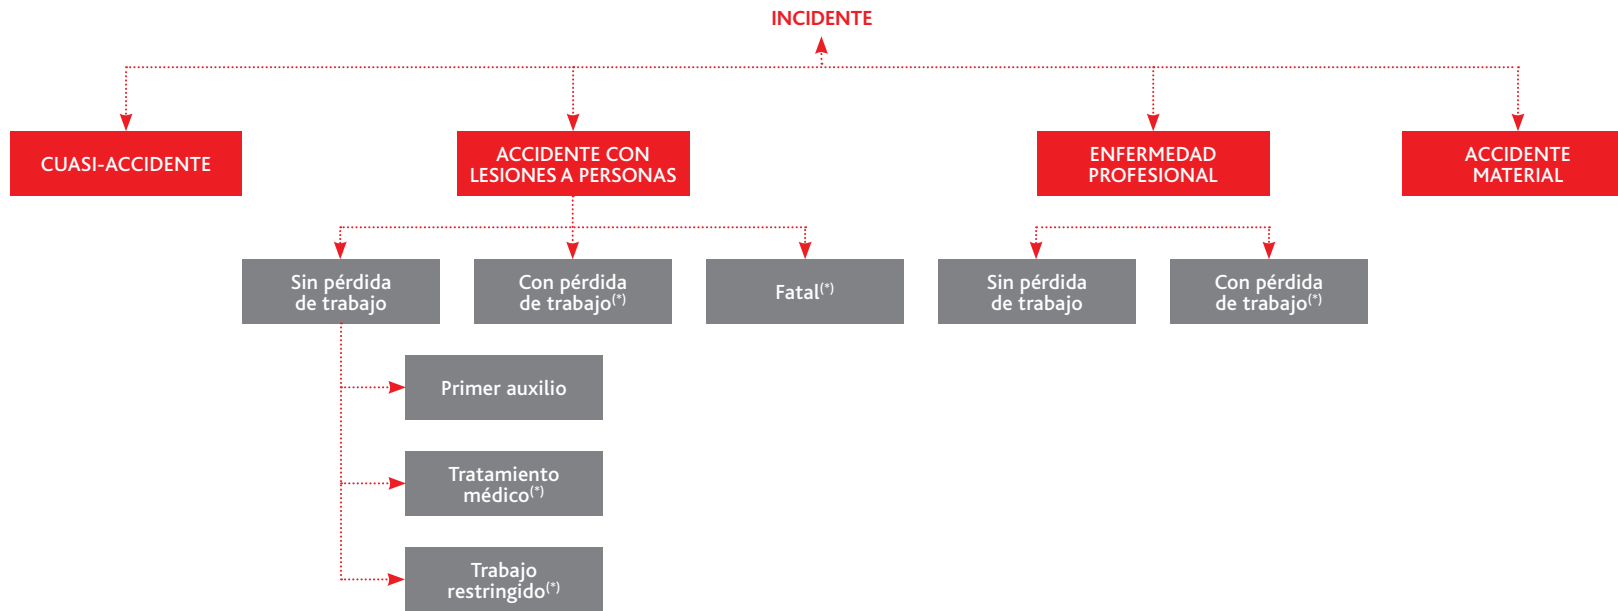 INCIDENTE
CUASI-ACCIDENTE
ACCIDENTE CON
LESIONES A PERSONAS
ENFERMEDAD
PROFESIONAL
ACCIDENTE
MATERIAL
Sin pérdida
de trabajo
Con pérdida
de trabajo(*)
Fatal(*)
Sin pérdida
de trabajo
Con pérdida
de trabajo(*)
Primer auxilio
Tratamiento
médico(*)
Trabajo
restringido(*)